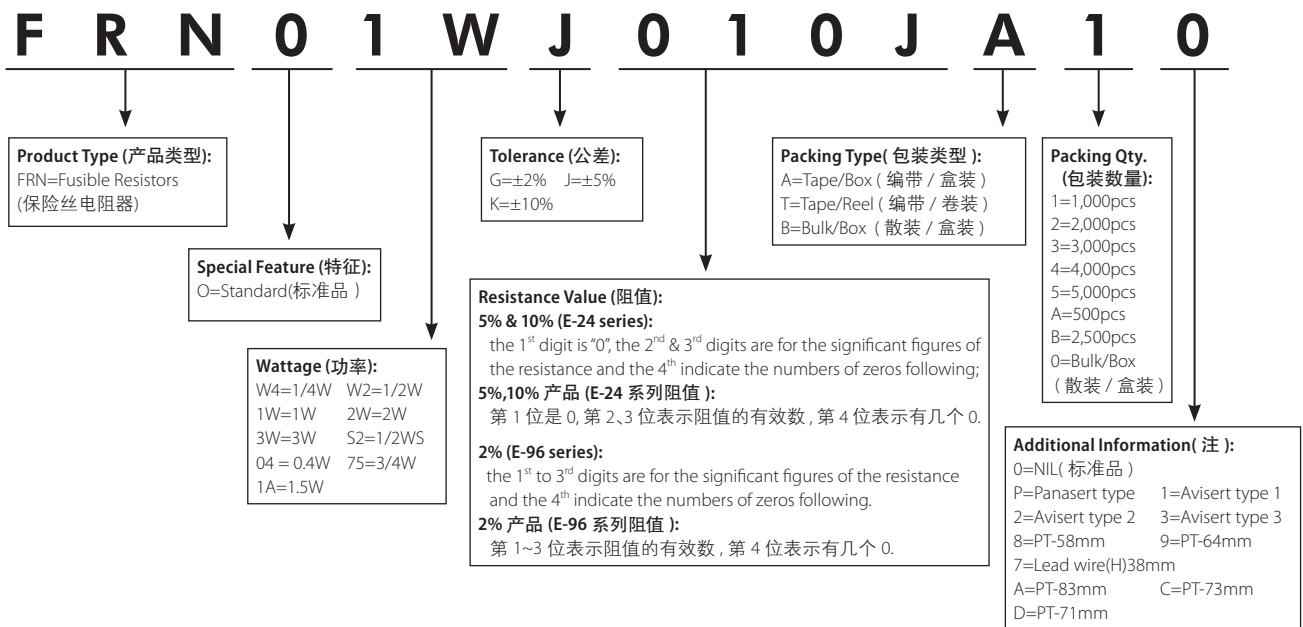 F R N 0 1 W J 0 1 0 J A 1 0
Product Type (产品类型):
FRN=Fusible Resistors
(保险丝电阻器)
Special Feature (特征):
O=Standard(标准品 )
Wattage (功率):
W4=1/4W W2=1/2W
1W=1W 2W=2W
3W=3W S2=1/2WS
04 = 0.4W 75=3/4W
1A=1.5W
Tolerance (公差):
G=±2% J=±5%
K=±10%
Resistance Value (阻值):
5% & 10% (E-24 series):
the 1st digit is "0", the 2nd & 3rd digits are for the significant figures of
the resistance and the 4th indicate the numbers of zeros following;
5%,10% 产品 (E-24 系列阻值 ):
第 1 位是 0, 第 2、3 位表示阻值的有效数 , 第 4 位表示有几个 0.
2% (E-96 series):
the 1st to 3rd digits are for the significant figures of the resistance
and the 4th indicate the numbers of zeros following.
2% 产品 (E-96 系列阻值 ):
第 1~3 位表示阻值的有效数 , 第 4 位表示有几个 0.
Packing Type( 包装类型 ):
A=Tape/Box ( 编带 / 盒装 )
T=Tape/Reel ( 编带 / 卷装 )
B=Bulk/Box ( 散装 / 盒装 )
Packing Qty.
(包装数量):
1=1,000pcs
2=2,000pcs
3=3,000pcs
4=4,000pcs
5=5,000pcs
A=500pcs
B=2,500pcs
0=Bulk/Box
( 散装 / 盒装 )
Additional Information( 注 ):
0=NIL( 标准品 )
P=Panasert type 1=Avisert type 1
2=Avisert type 2 3=Avisert type 3
8=PT-58mm 9=PT-64mm
7=Lead wire(H)38mm
A=PT-83mm C=PT-73mm
D=PT-71mm